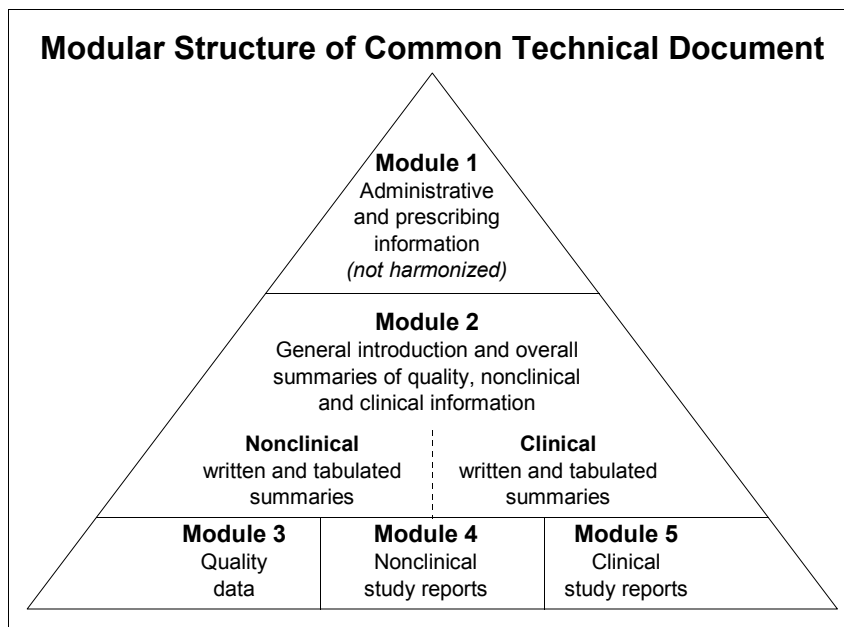 Modular Structure of Common Technical Document
Module 1
Administrative
and prescribing
information
(not harmonized)
Module 2
General introduction and overall
summaries of quality, nonclinical
and clinical information
Nonclinical
written and tabulated
summaries
Clinical
written and tabulated
summaries
Module 3
Quality
data
Module 4
Nonclinical
study reports
Module 5
Clinical
study reports